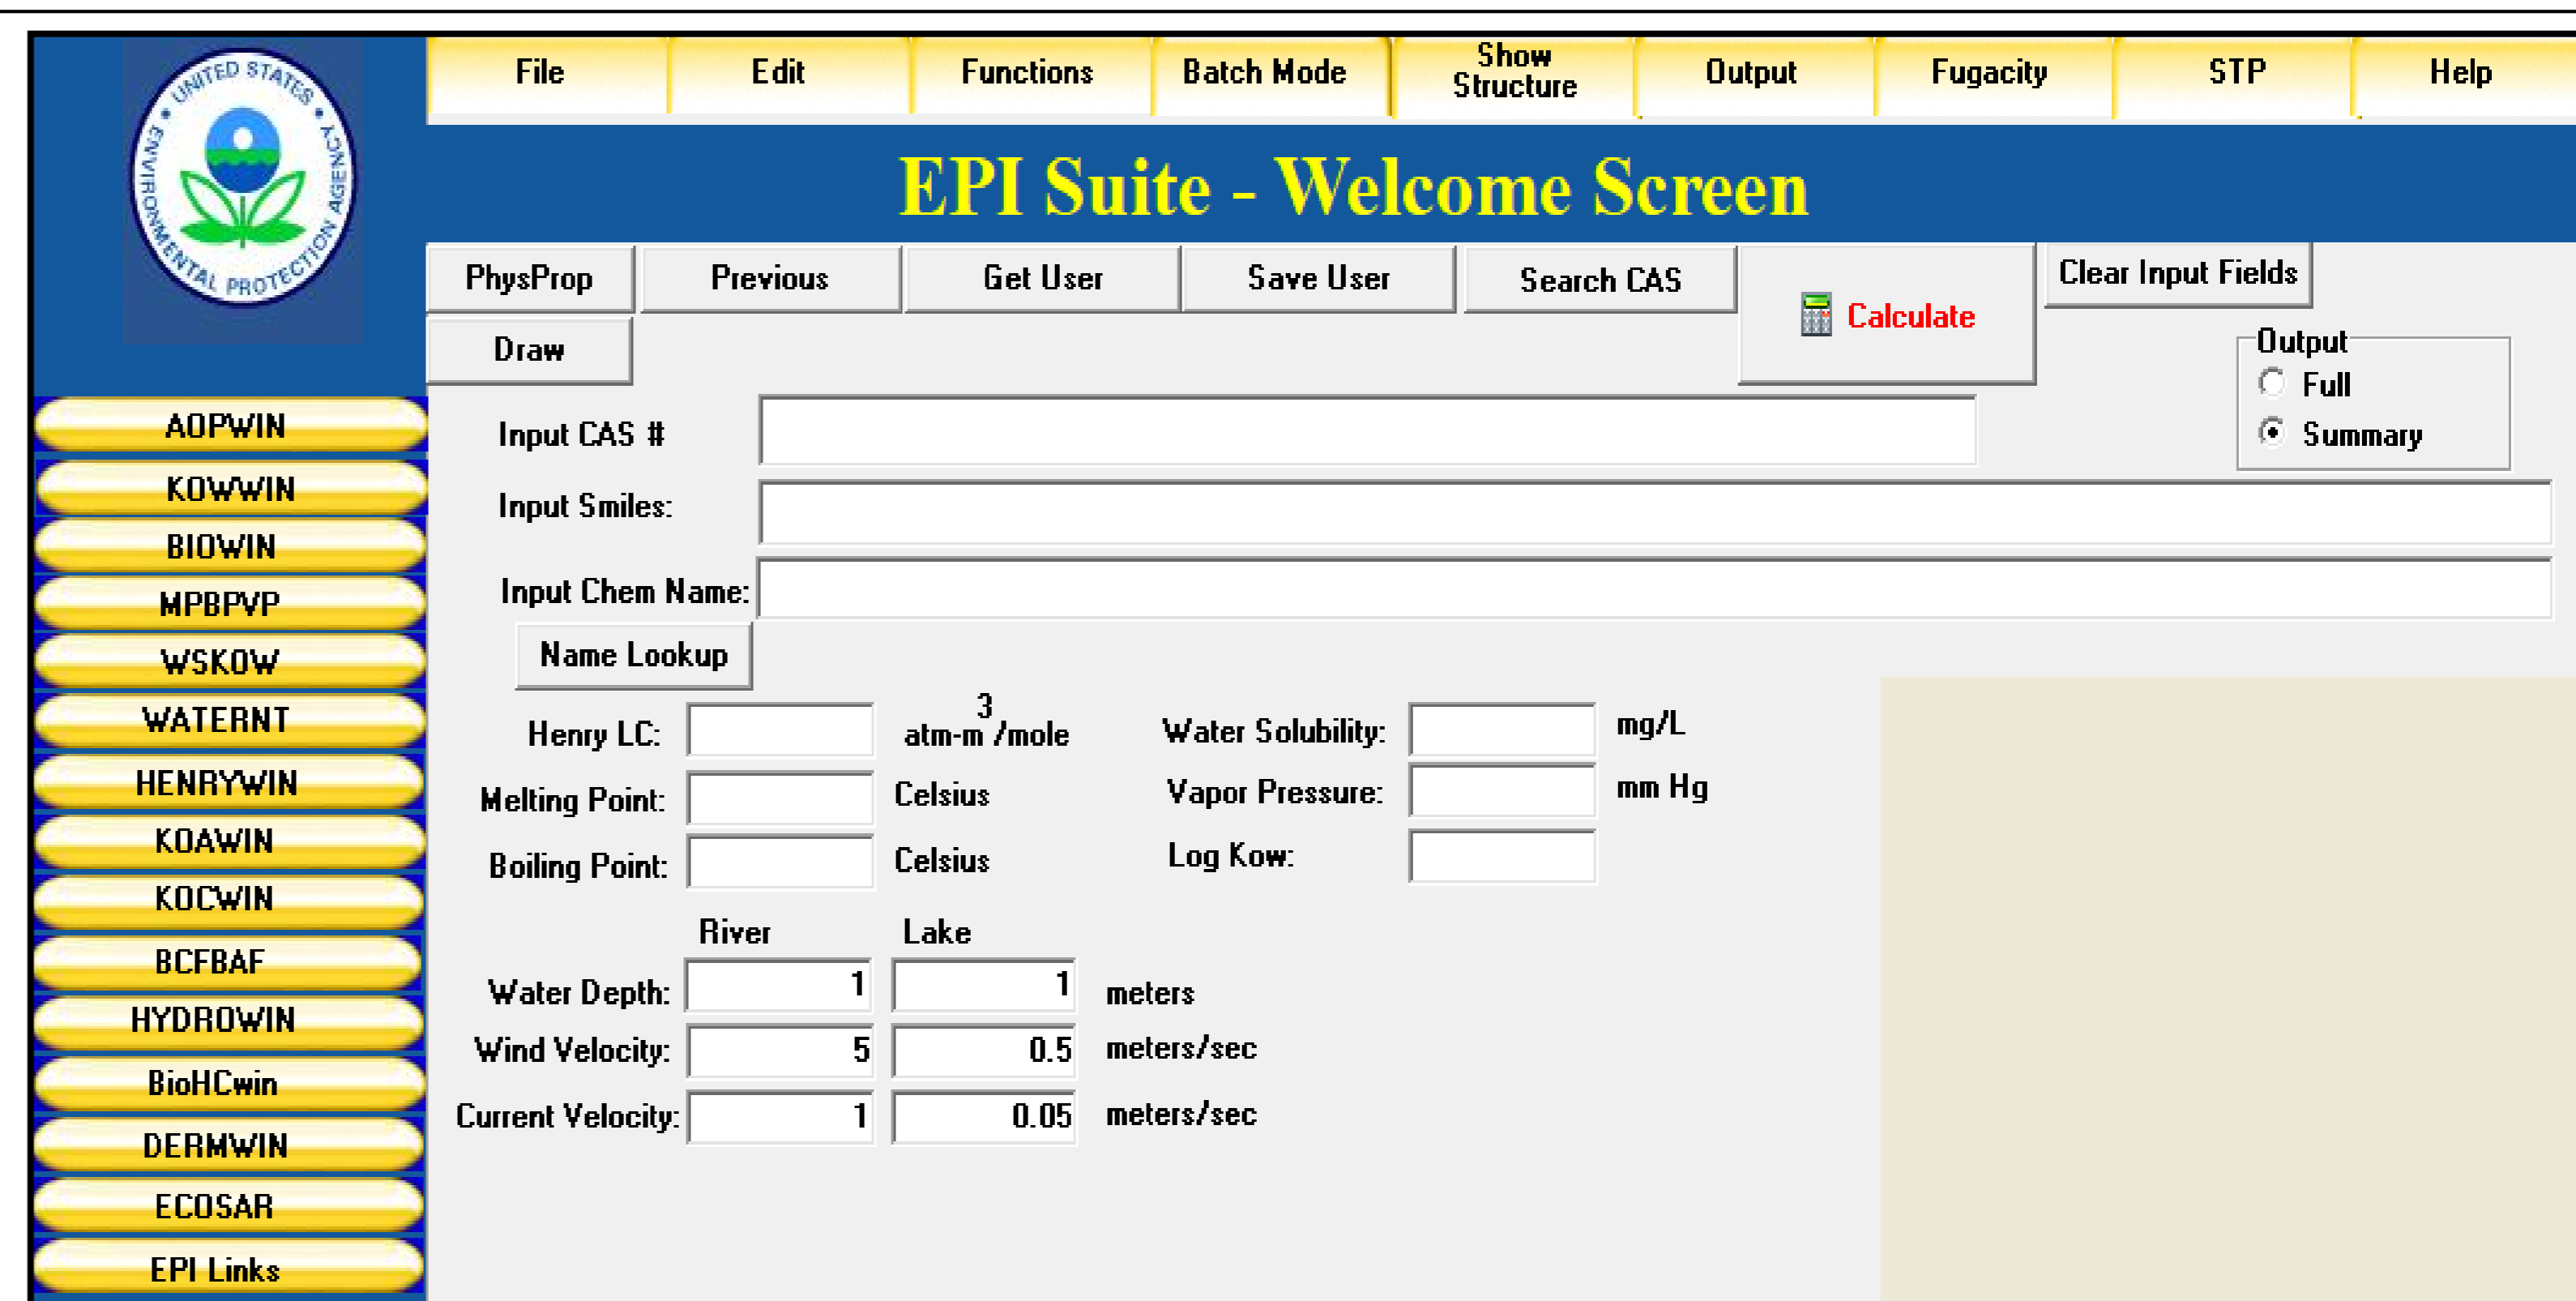 UNITED STATES • ENVIRONMENTAL PROTECTION AGENCY •
File Edit Functions Batch Mode Show Structure Output Fugacity STP Help
EPI Suite - Welcome Screen
PhysProp Previous Get User Save User Search CAS Calculate Clear Input Fields
Draw
Output
Full
Summary
Input CAS #
Input Smiles:
Input Chem Name:
Name Lookup
Henry LC: atm-m³/mole Water Solubility: mg/L
Melting Point: Celsius Vapor Pressure: mm Hg
Boiling Point: Celsius Log Kow:
River Lake
Water Depth: 1 1 meters
Wind Velocity: 5 0.5 meters/sec
Current Velocity: 1 0.05 meters/sec
AOPWIN
KOWWIN
BIOWIN
MPBPVP
WSKOW
WATERNT
HENRYWIN
KOAWIN
KOCWIN
BCFBAF
HYDROWIN
BioHCwin
DERMWIN
ECOSAR
EPI Links